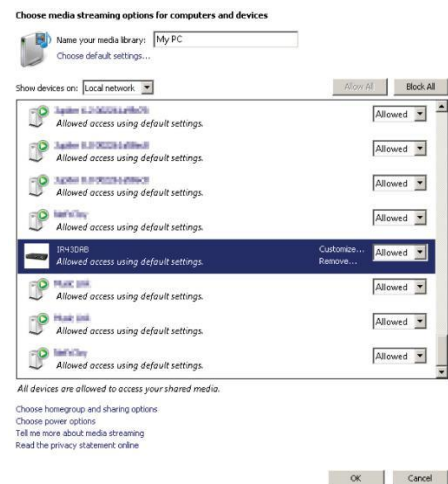 Choose media streaming options for computers and devices
Name your media library: My PC
Choose default settings...
Show devices on: Local network
Allow All
Block All
Allowed access using default settings.
Allowed
Allowed access using default settings.
Allowed
Allowed access using default settings.
Allowed
Allowed access using default settings.
Allowed
IR43DAB
Allowed access using default settings.
Customize...
Remove...
Allowed
Allowed access using default settings.
Allowed
Allowed access using default settings.
Allowed
Allowed access using default settings.
Allowed
All devices are allowed to access your shared media.
Choose homegroup and sharing options
Choose power options
Tell me more about media streaming
Read the privacy statement online
OK
Cancel